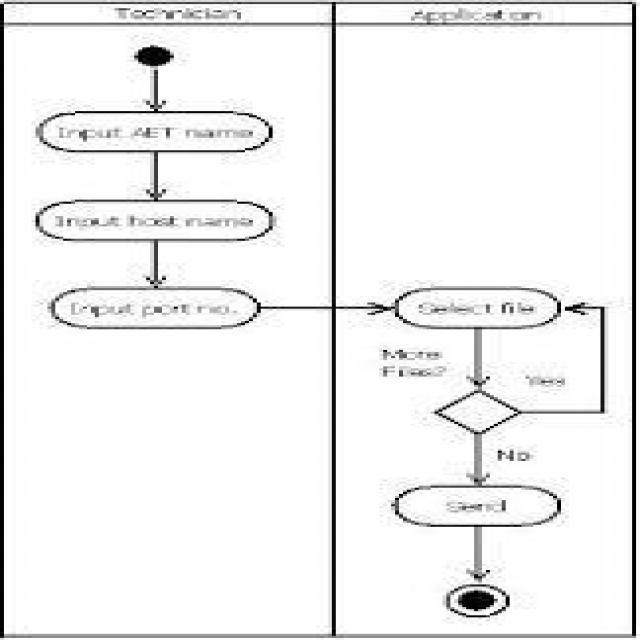 Technician
Application
Input AET name
Input host name
Input port no.
Select file
More
Files?
Yes
No
Send